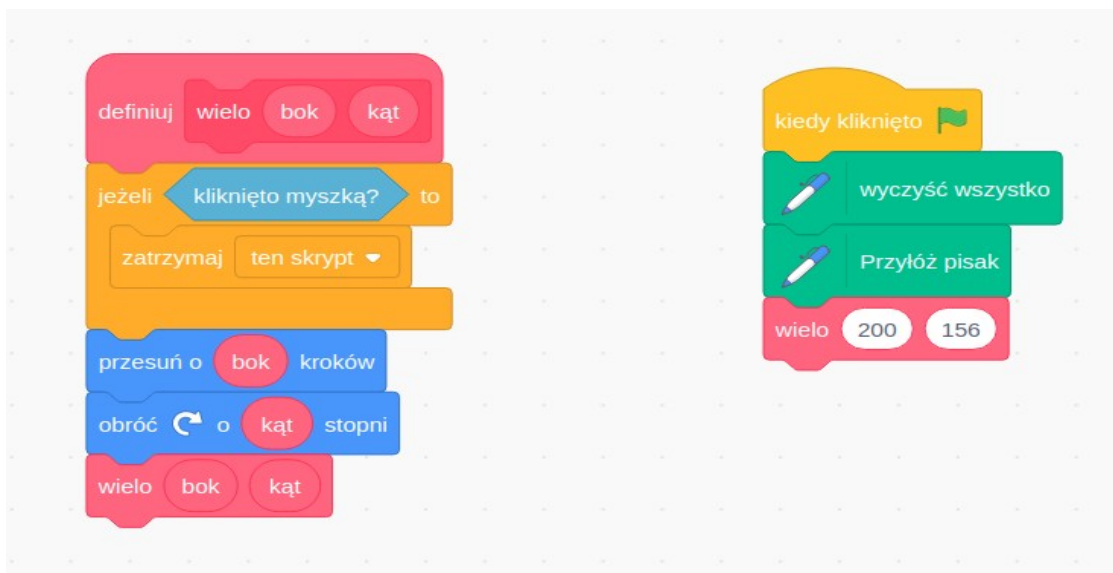 definiuj wielo bok kąt
jeżeli kliknięto myszką? to
zatrzymaj ten skrypt
przesuń o bok kroków
obróć o kąt stopni
wielo bok kąt
kiedy kliknięto
wyczyść wszystko
Przyłóż pisak
wielo 200 156